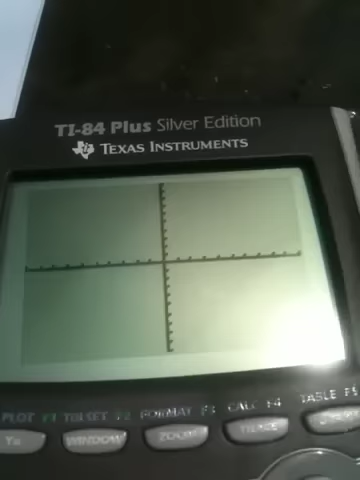 TI-84 Plus Silver Edition
TEXAS INSTRUMENTS
PLOT F1 TBLSET F2 FORMAT F3 CALC F4 TABLE F5
WINDOW ZOOM TRACE